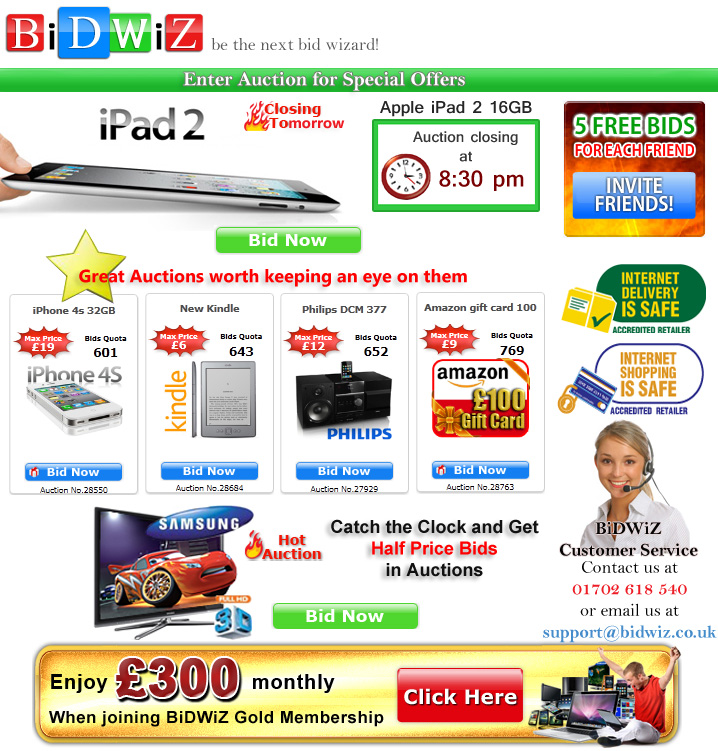 BiDWiZ be the next bid wizard!
Enter Auction for Special Offers
iPad 2
Closing
Tomorrow
Apple iPad 2 16GB
Auction closing
at
8:30 pm
Bid Now
5 FREE BIDS
FOR EACH FRIEND
INVITE
FRIENDS!
Great Auctions worth keeping an eye on them
iPhone 4s 32GB
Max Price
£19
Bids Quota
601
iPhone 4S
Bid Now
Auction No.28550
New Kindle
Max Price
£6
Bids Quota
643
kindle
Bid Now
Auction No.28684
Philips DCM 377
Max Price
£12
Bids Quota
652
PHILIPS
Bid Now
Auction No.27929
Amazon gift card 100
Max Price
£9
Bids Quota
769
amazon
£100
Gift Card
Bid Now
Auction No.28763
INTERNET
DELIVERY
IS SAFE
ACCREDITED RETAILER
INTERNET
SHOPPING
IS SAFE
ACCREDITED RETAILER
SAMSUNG
FULL HD
3D
Hot
Auction
Catch the Clock and Get
Half Price Bids
in Auctions
Bid Now
BiDWiZ
Customer Service
Contact us at
01702 618 540
or email us at
support@bidwiz.co.uk
Enjoy £300 monthly
When joining BiDWiZ Gold Membership
Click Here